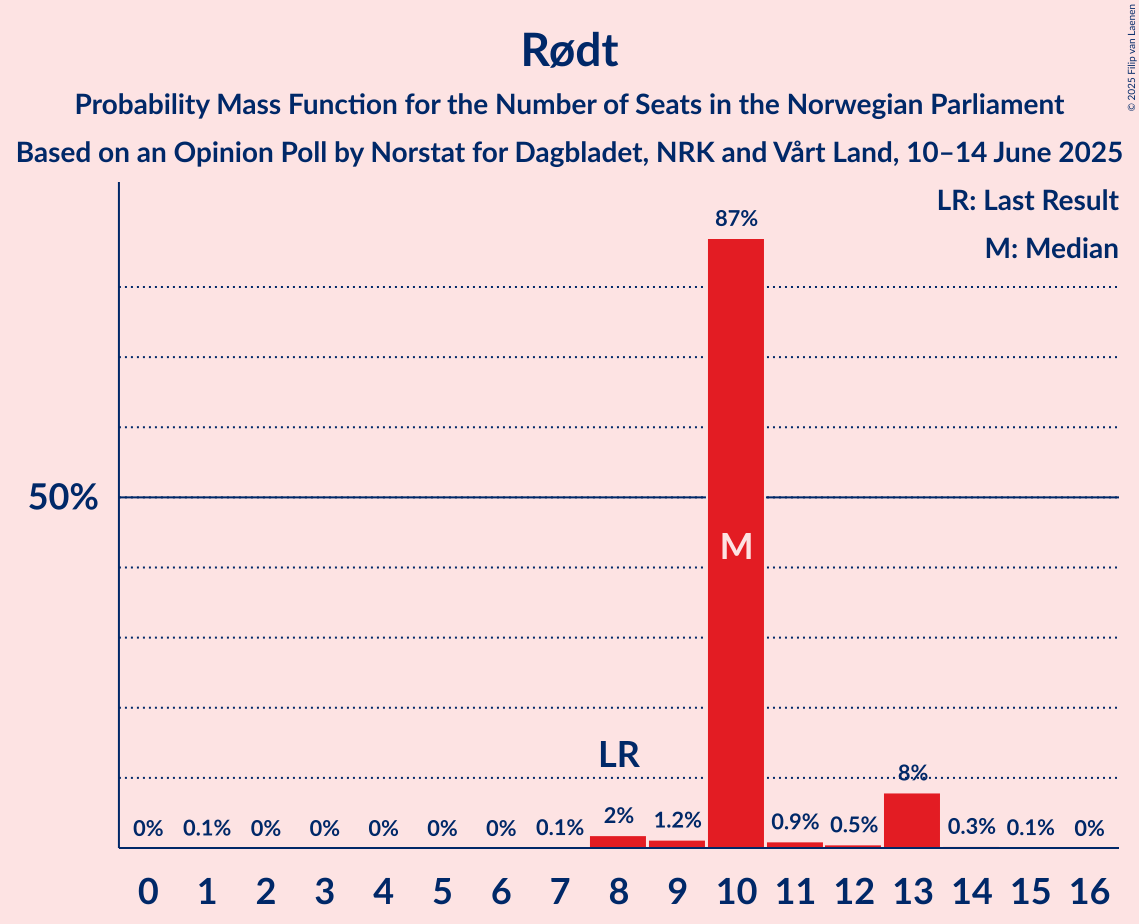 Rødt
Probability Mass Function for the Number of Seats in the Norwegian Parliament
Based on an Opinion Poll by Norstat for Dagbladet, NRK and Vårt Land, 10–14 June 2025
© 2025 Filip van Laenen
LR: Last Result
M: Median
87%
50%
M
LR
8%
0% 0.1% 0% 0% 0% 0% 0% 0.1% 2% 1.2% 0.9% 0.5% 0.3% 0.1% 0%
0 1 2 3 4 5 6 7 8 9 10 11 12 13 14 15 16